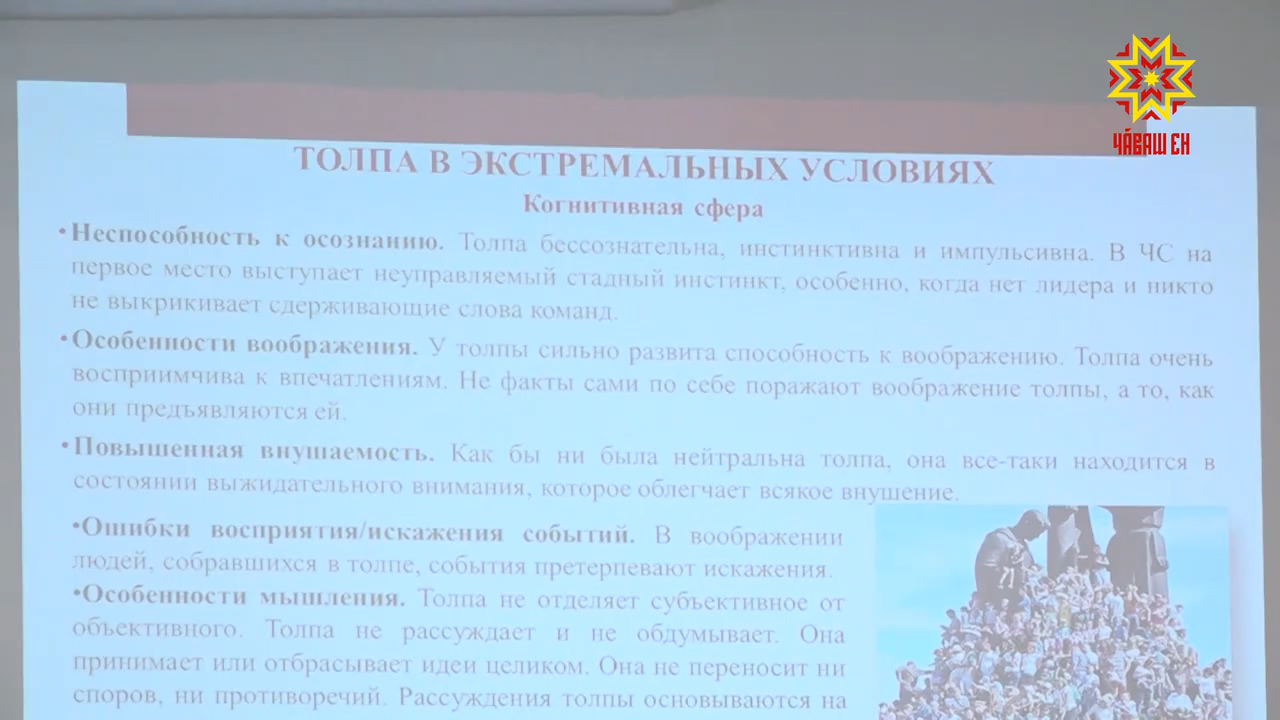 ЧӐВАШ ЕН
ТОЛПА В ЭКСТРЕМАЛЬНЫХ УСЛОВИЯХ
Когнитивная сфера
•Неспособность к осознанию. Толпа бессознательна, инстинктивна и импульсивна. В ЧС на
первое место выступает неуправляемый стадный инстинкт, особенно, когда нет лидера и никто
не выкрикивает сдерживающие слова команд.
•Особенности воображения. У толпы сильно развита способность к воображению. Толпа очень
восприимчива к впечатлениям. Не факты сами по себе поражают воображение толпы, а то, как
они предъявляются ей.
•Повышенная внушаемость. Как бы ни была нейтральна толпа, она все-таки находится в
состоянии выжидательного внимания, которое облегчает всякое внушение.
•Ошибки восприятия/искажения событий. В воображении
людей, собравшихся в толпе, события претерпевают искажения.
•Особенности мышления. Толпа не отделяет субъективное от
объективного. Толпа не рассуждает и не обдумывает. Она
принимает или отбрасывает идеи целиком. Она не переносит ни
споров, ни противоречий. Рассуждения толпы основываются на